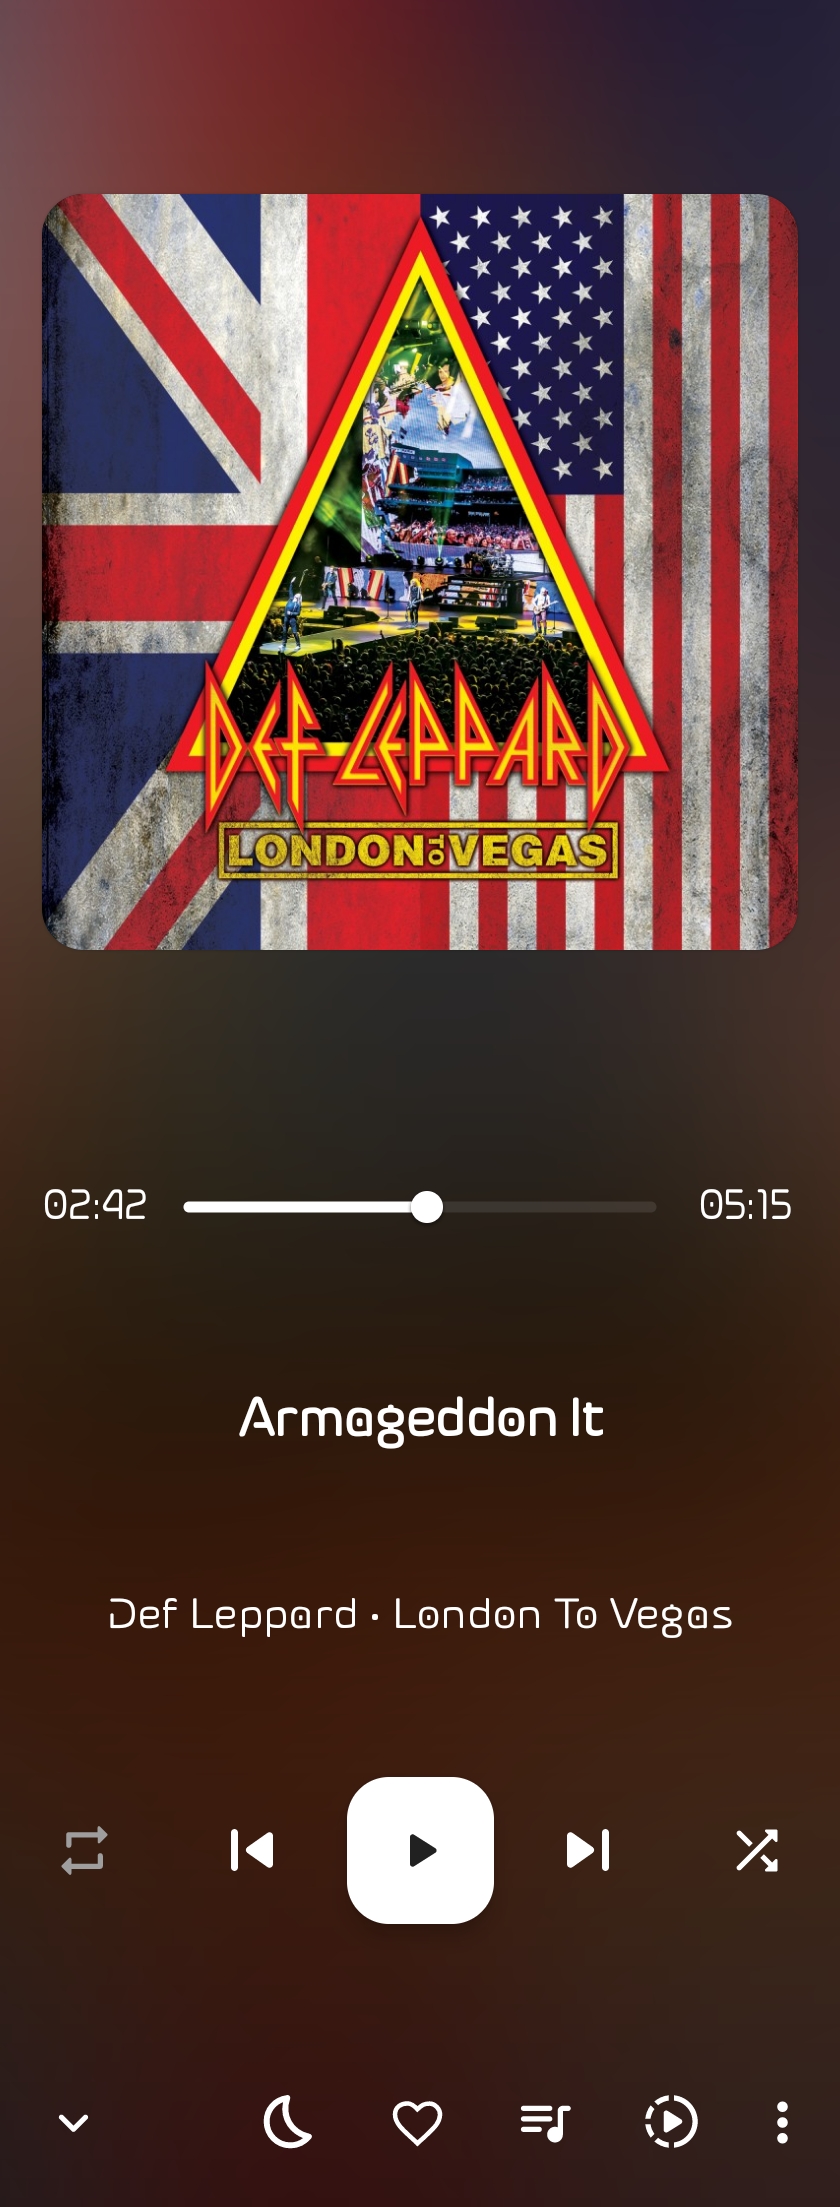 DEF LEPPARD
LONDON TO VEGAS
02:42 05:15
Armageddon It
Def Leppard • London To Vegas